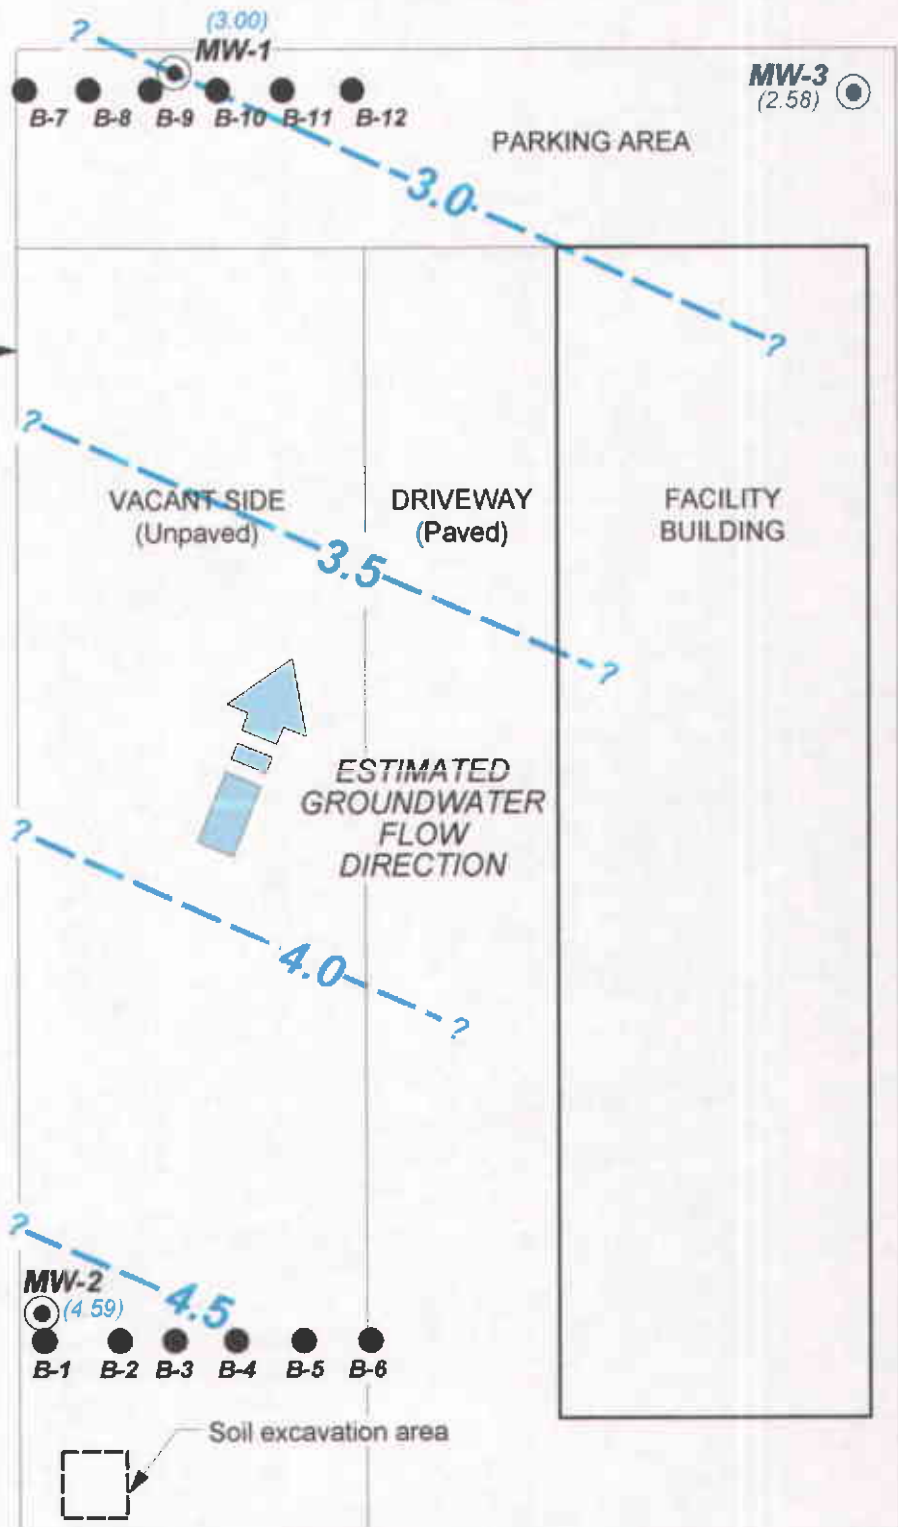 ?
(3.00)
MW-1
MW-3
(2.58)
B-7
B-8
B-9
B-10
B-11
B-12
PARKING AREA
3.0
?
?
VACANT SIDE
(Unpaved)
DRIVEWAY
(Paved)
FACILITY
BUILDING
3.5
?
ESTIMATED
GROUNDWATER
FLOW
DIRECTION
?
4.0
?
?
MW-2
(4.59)
4.5
B-1
B-2
B-3
B-4
B-5
B-6
Soil excavation area